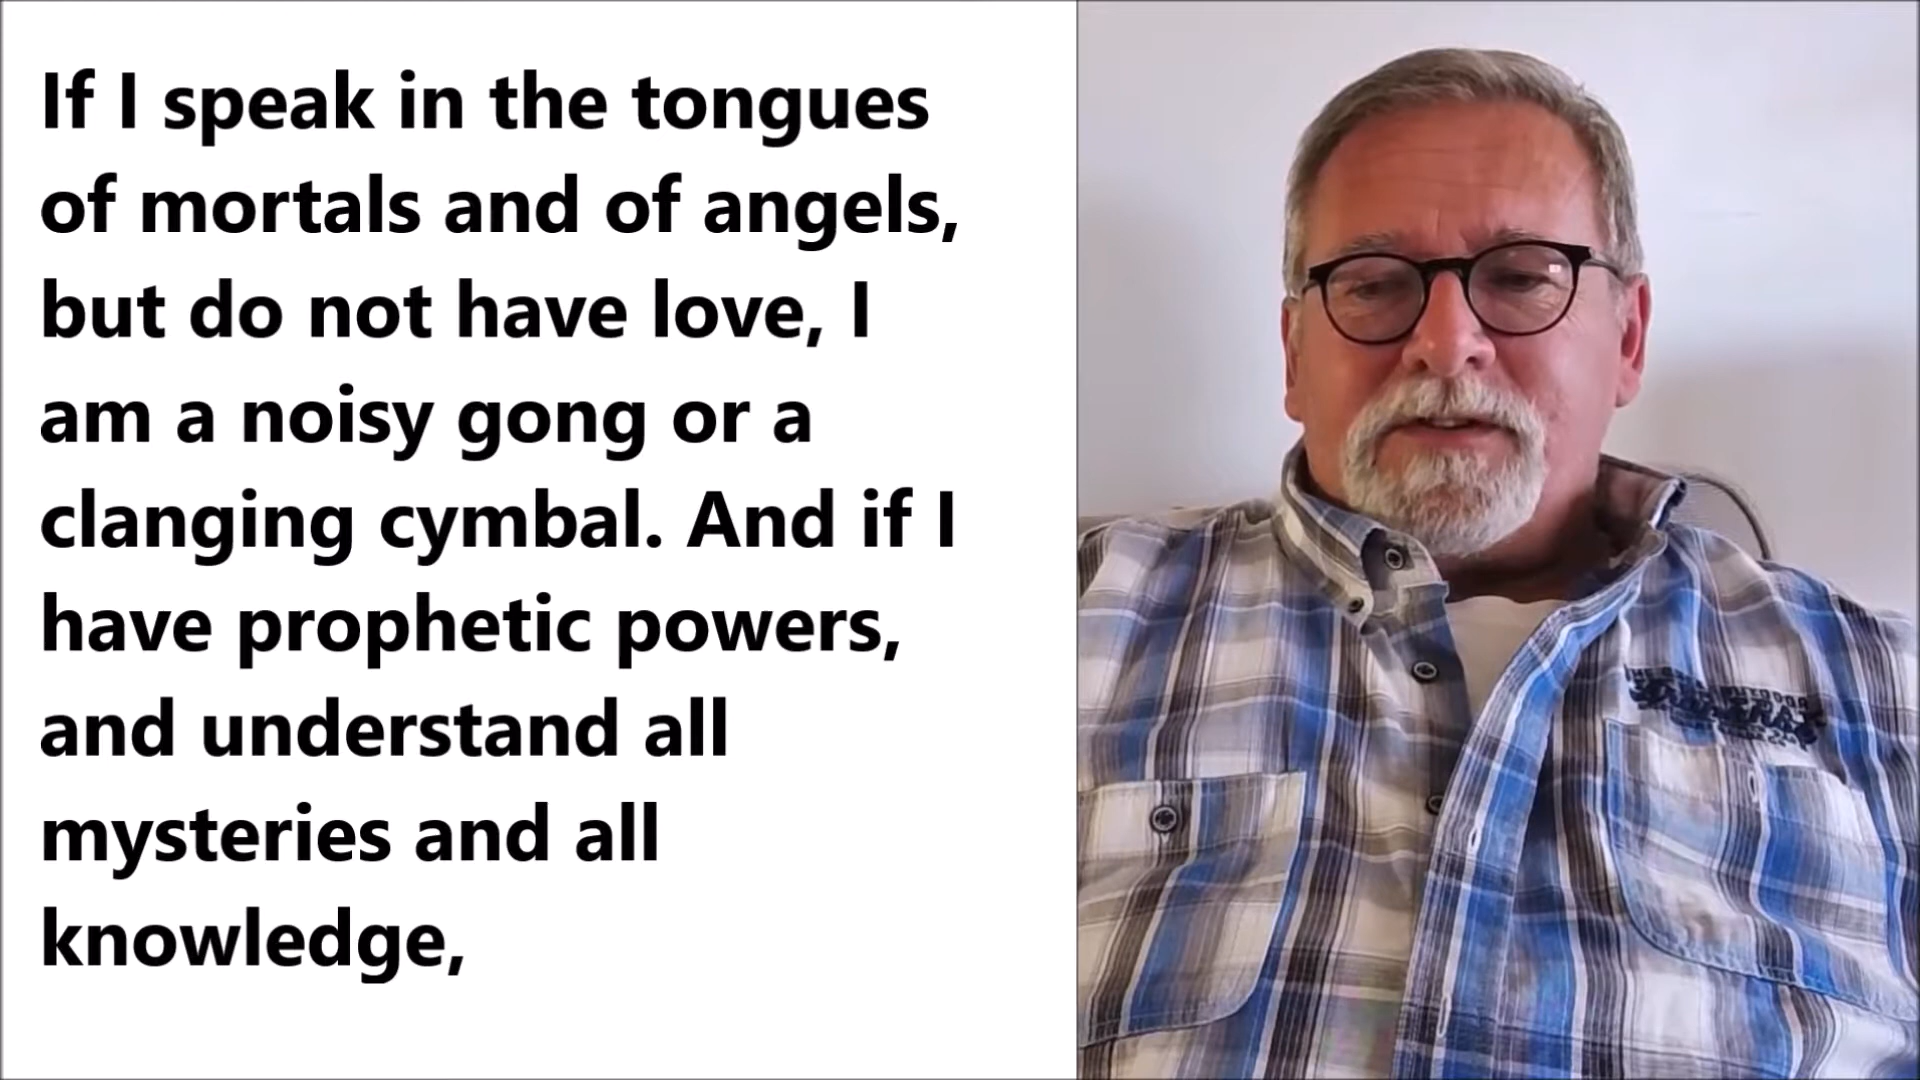 If I speak in the tongues
of mortals and of angels,
but do not have love, I
am a noisy gong or a
clanging cymbal. And if I
have prophetic powers,
and understand all
mysteries and all
knowledge,